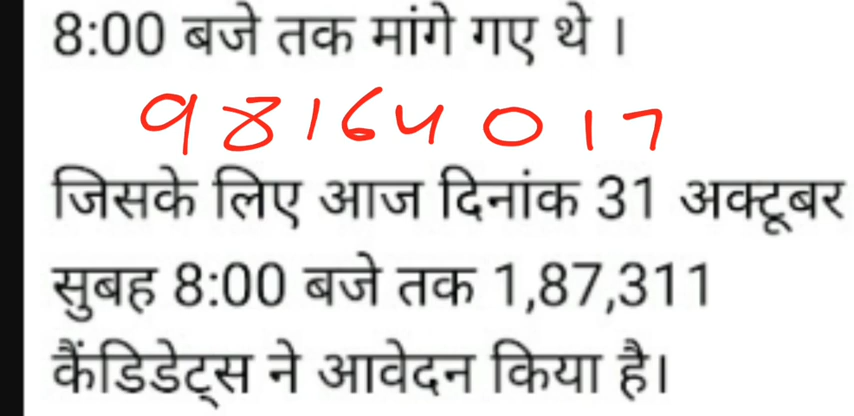 8:00 बजे तक मांगे गए थे ।
98164017
जिसके लिए आज दिनांक 31 अक्टूबर
सुबह 8:00 बजे तक 1,87,311
कैंडिडेट्स ने आवेदन किया है।